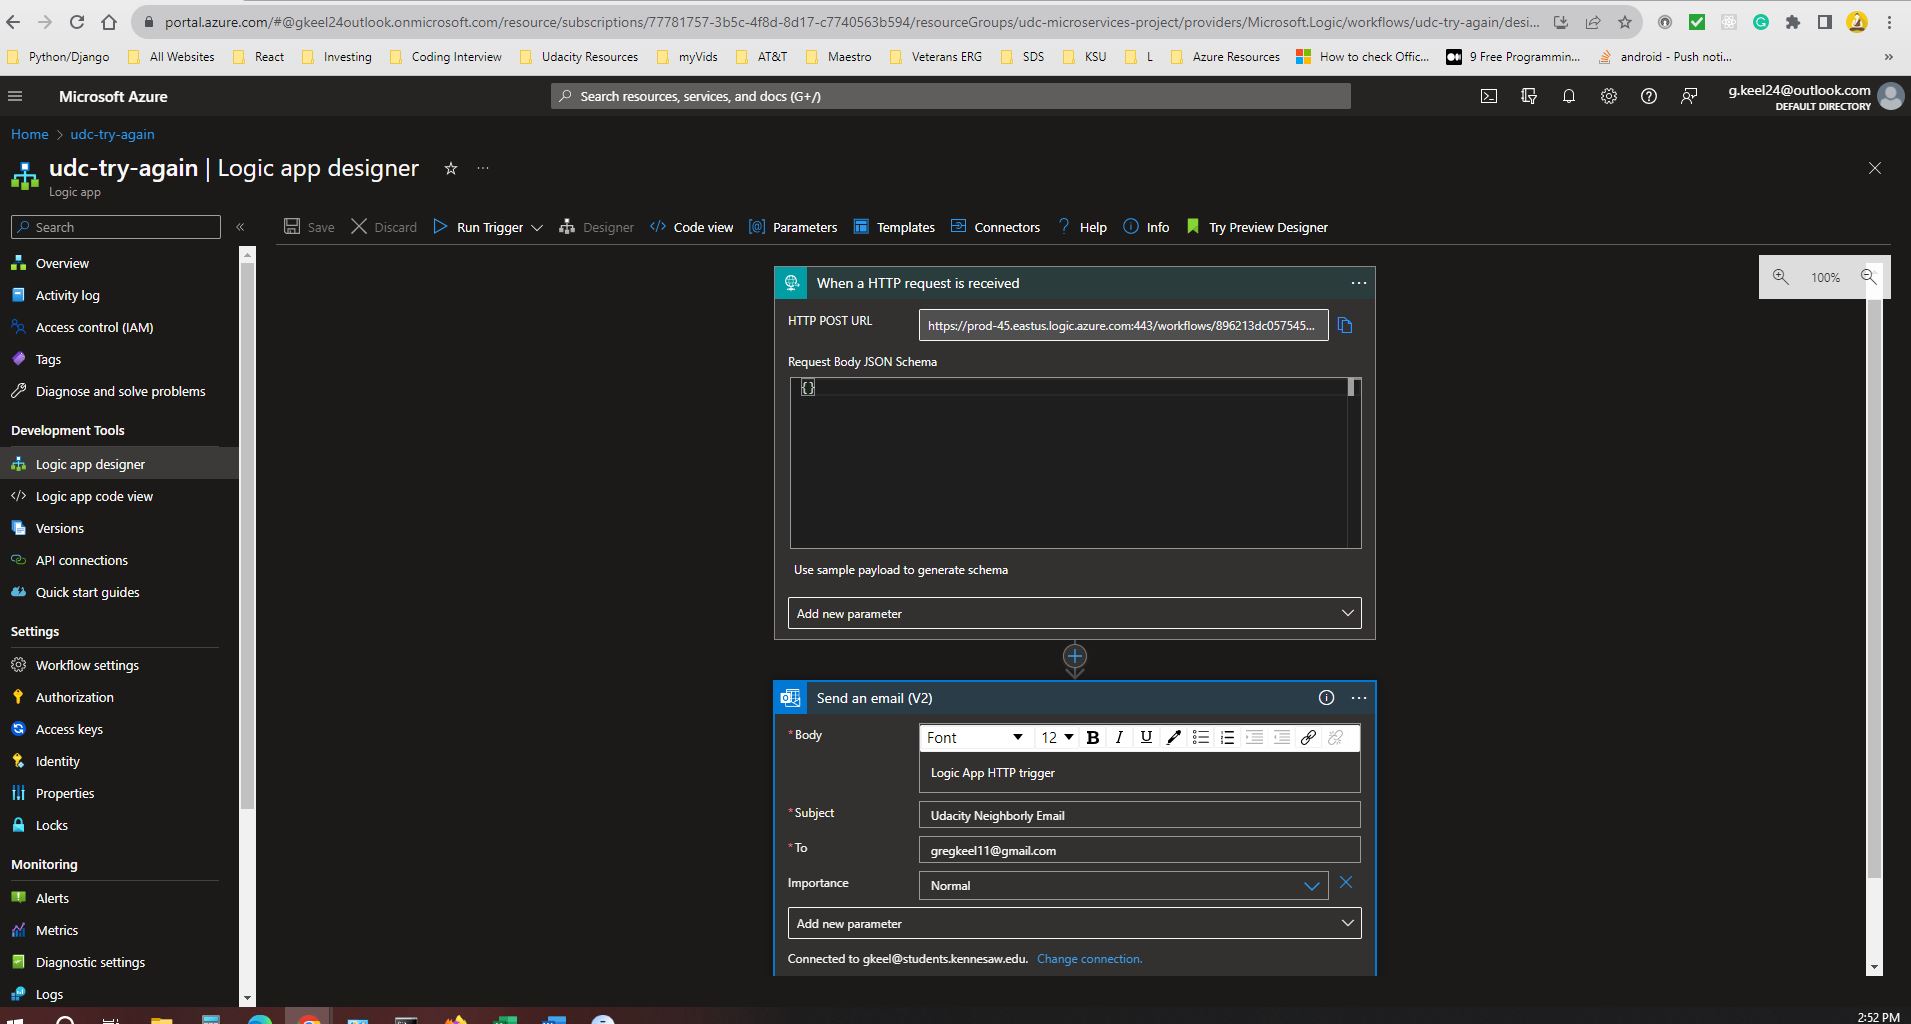 portal.azure.com/#@gkeel24outlook.onmicrosoft.com/resource/subscriptions/77781757-3b5c-4f8d-8d17-c7740563b594/resourceGroups/udc-microservices-project/providers/Microsoft.Logic/workflows/udc-try-again/desi...
Python/Django All Websites React Investing Coding Interview Udacity Resources myVids AT&T Maestro Veterans ERG SDS KSU L Azure Resources How to check Offic... 9 Free Programmin... android - Push noti... »
Microsoft Azure
Search resources, services, and docs (G+/)
g.keel24@outlook.com
DEFAULT DIRECTORY
Home > udc-try-again
udc-try-again | Logic app designer ...
Logic app
Search «
Save Discard Run Trigger Designer Code view Parameters Templates Connectors Help Info Try Preview Designer
Overview
Activity log
Access control (IAM)
Tags
Diagnose and solve problems
Development Tools
Logic app designer
Logic app code view
Versions
API connections
Quick start guides
Settings
Workflow settings
Authorization
Access keys
Identity
Properties
Locks
Monitoring
Alerts
Metrics
Diagnostic settings
Logs
When a HTTP request is received ...
HTTP POST URL https://prod-45.eastus.logic.azure.com:443/workflows/896213dc057545...
Request Body JSON Schema
{}
Use sample payload to generate schema
Add new parameter
100%
Send an email (V2) ...
*Body
Font 12 B I U
Logic App HTTP trigger
*Subject Udacity Neighborly Email
*To gregkeel11@gmail.com
Importance Normal
Add new parameter
Connected to gkeel@students.kennesaw.edu. Change connection.
2:52 PM